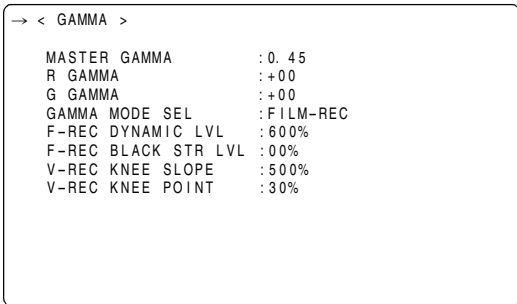 → < GAMMA >
MASTER GAMMA :0.45
R GAMMA :+00
G GAMMA :+00
GAMMA MODE SEL :FILM-REC
F-REC DYNAMIC LVL :600%
F-REC BLACK STR LVL :00%
V-REC KNEE SLOPE :500%
V-REC KNEE POINT :30%